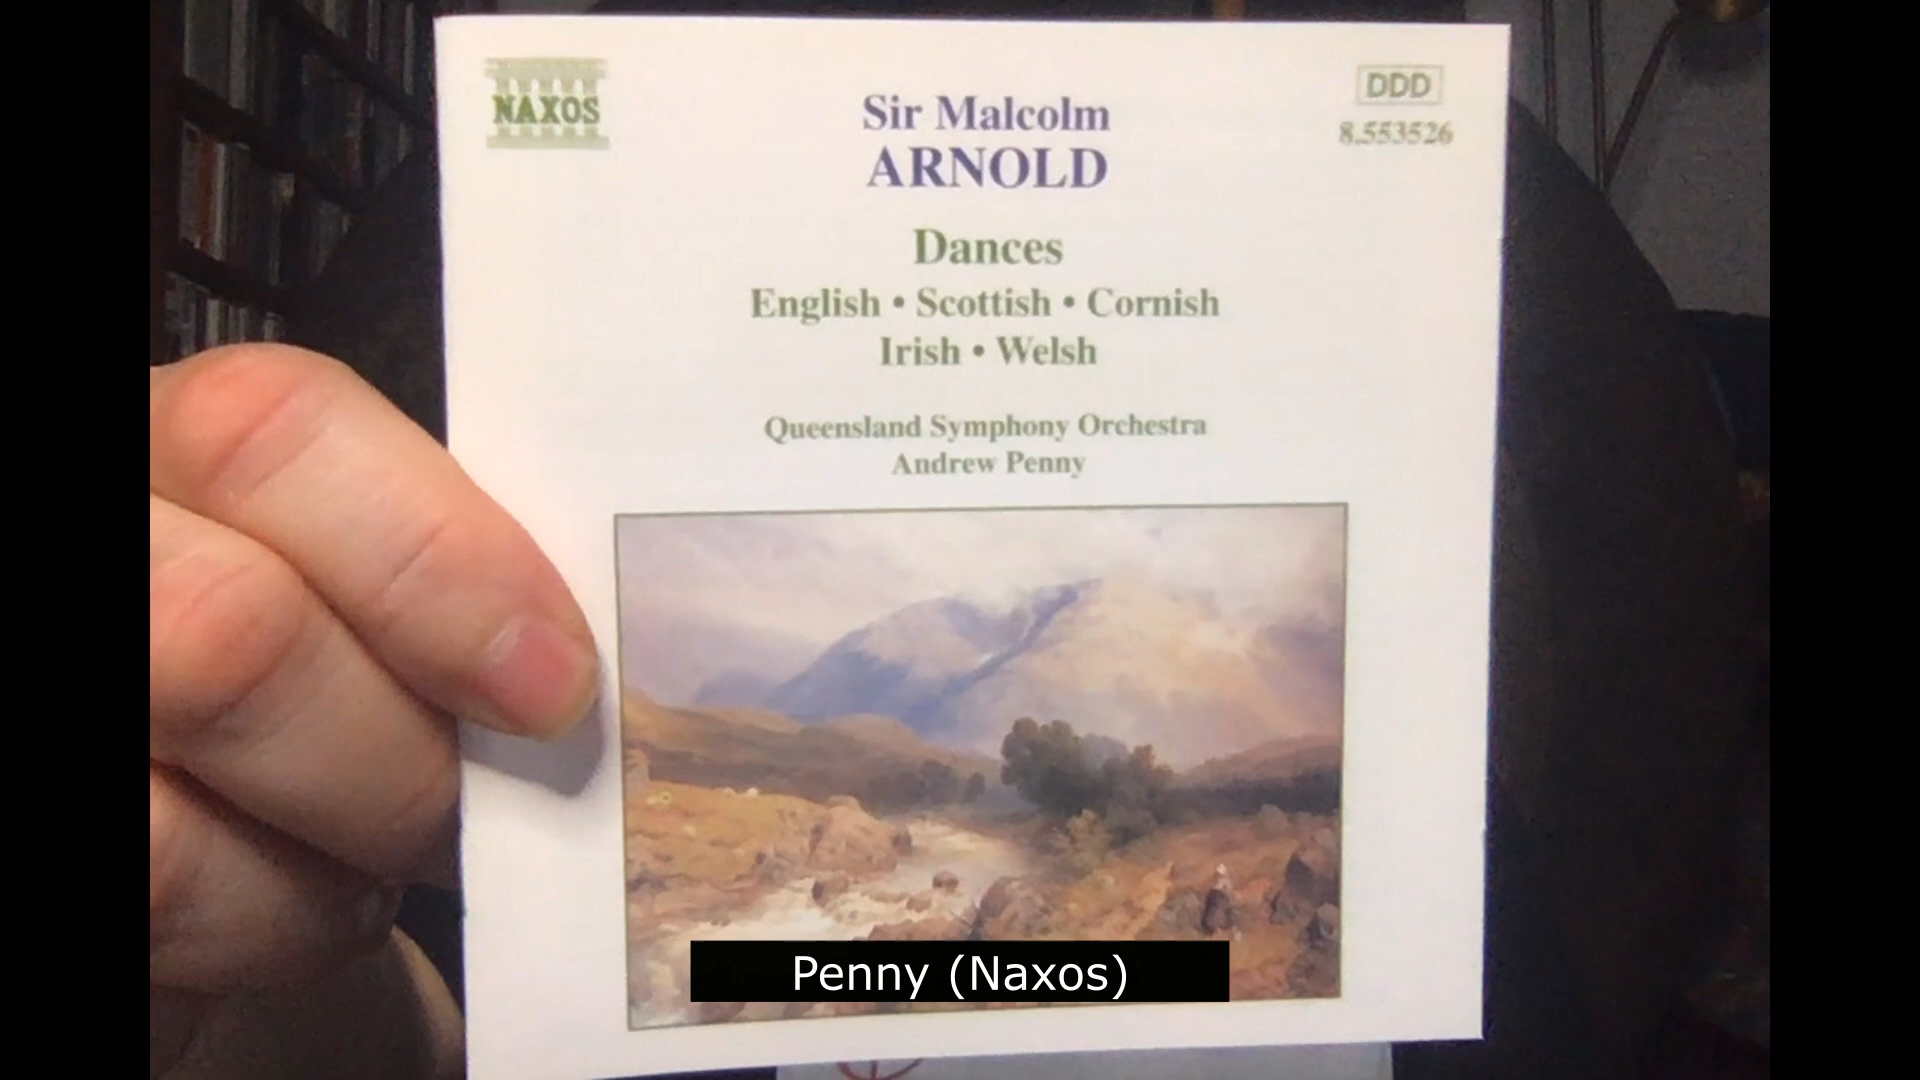 NAXOS
Sir Malcolm
ARNOLD
DDD
8.553526
Dances
English • Scottish • Cornish
Irish • Welsh
Queensland Symphony Orchestra
Andrew Penny
Penny (Naxos)